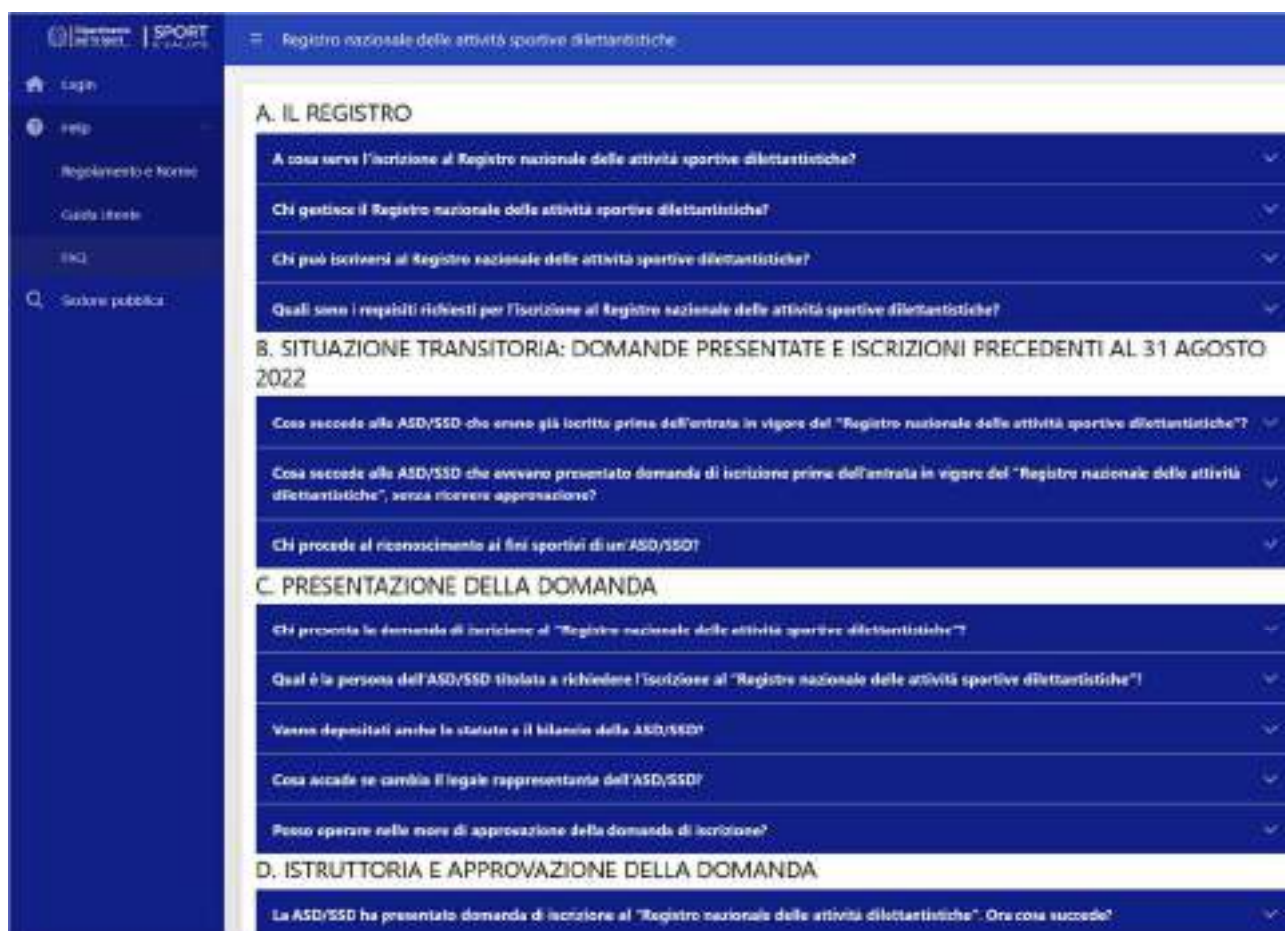 SPORT
Registro nazionale delle attività sportive dilettantistiche
Login
Help
Regolamento e Norme
Guida Utente
FAQ
Sezione pubblica
A. IL REGISTRO
A cosa serve l'iscrizione al Registro nazionale delle attività sportive dilettantistiche?
Chi gestisce il Registro nazionale delle attività sportive dilettantistiche?
Chi può iscriversi al Registro nazionale delle attività sportive dilettantistiche?
Quali sono i requisiti richiesti per l'iscrizione al Registro nazionale delle attività sportive dilettantistiche?
B. SITUAZIONE TRANSITORIA: DOMANDE PRESENTATE E ISCRIZIONI PRECEDENTI AL 31 AGOSTO
2022
Cosa succede alle ASD/SSD che erano già iscritte prima dell'entrata in vigore del "Registro nazionale delle attività sportive dilettantistiche"?
Cosa succede alle ASD/SSD che avevano presentato domanda di iscrizione prima dell'entrata in vigore del "Registro nazionale delle attività
dilettantistiche", senza ricevere approvazione?
Chi procede al riconoscimento ai fini sportivi di un'ASD/SSD?
C. PRESENTAZIONE DELLA DOMANDA
Chi presenta la domanda di iscrizione al "Registro nazionale delle attività sportive dilettantistiche"?
Qual è la persona dell'ASD/SSD titolata a richiedere l'iscrizione al "Registro nazionale delle attività sportive dilettantistiche"?
Vanno depositati anche lo statuto e il bilancio della ASD/SSD?
Cosa accade se cambia il legale rappresentante dell'ASD/SSD?
Posso operare nelle more di approvazione della domanda di iscrizione?
D. ISTRUTTORIA E APPROVAZIONE DELLA DOMANDA
La ASD/SSD ha presentato domanda di iscrizione al "Registro nazionale delle attività dilettantistiche". Ora cosa succede?